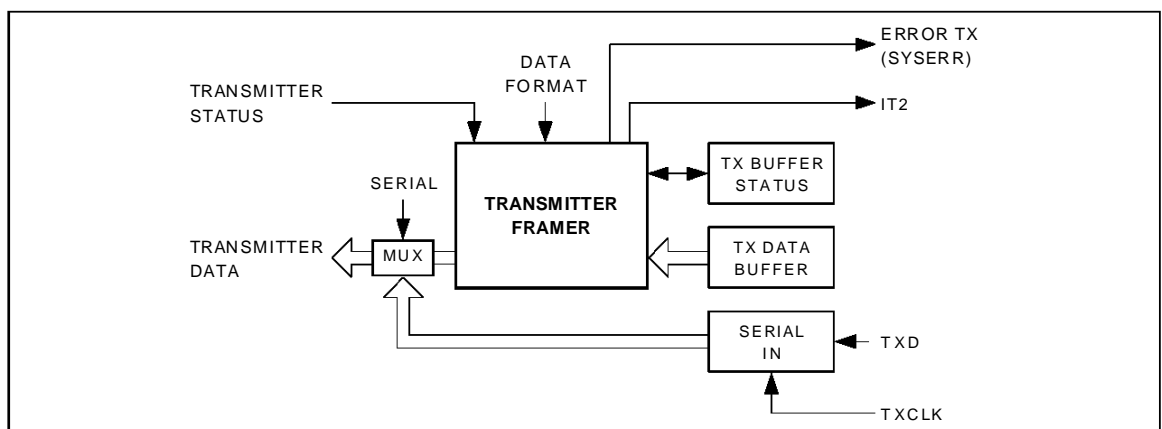 ERROR TX
(SYSERR)
DATA
FORMAT
TRANSMITTER
STATUS
IT2
TX BUFFER
STATUS
SERIAL
TRANSMITTER
FRAMER
TRANSMITTER
DATA
MUX
TX DATA
BUFFER
SERIAL
IN
TXD
TXCLK